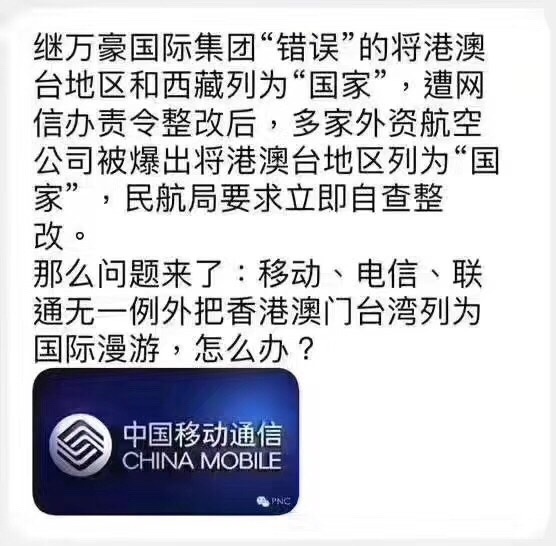 继万豪国际集团“错误”的将港澳
台地区和西藏列为“国家”，遭网
信办责令整改后，多家外资航空
公司被爆出将港澳台地区列为“国
家”，民航局要求立即自查整
改。
那么问题来了：移动、电信、联
通无一例外把香港澳门台湾列为
国际漫游，怎么办？
中国移动通信
CHINA MOBILE
PNC